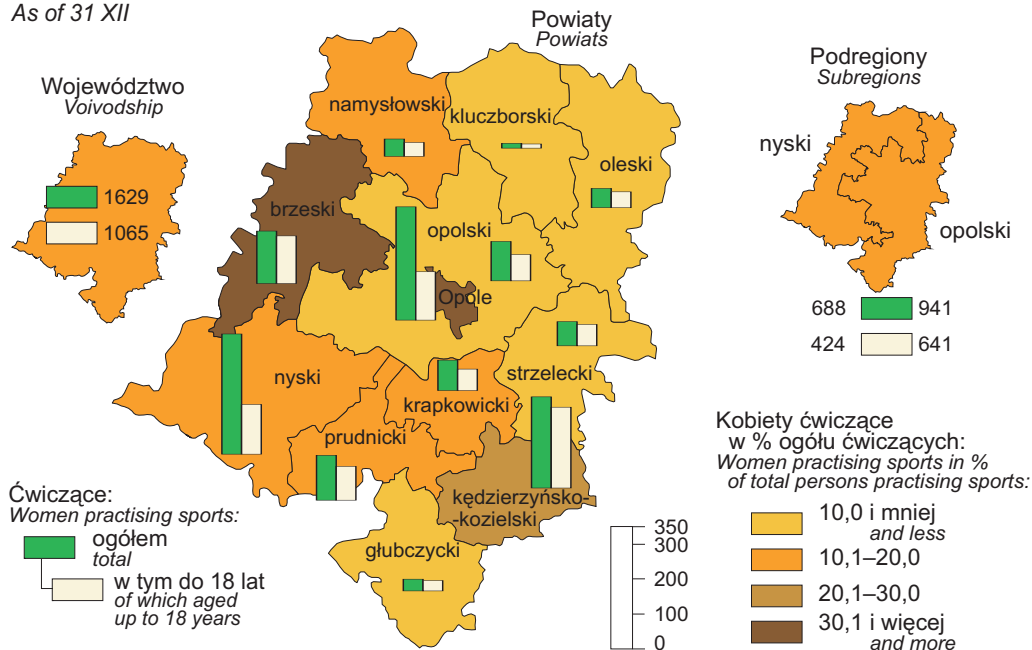 As of 31 XII
Województwo
Voivodship
1629
1065
Powiaty
Powiats
namysłowski
kluczborski
oleski
brzeski
opolski
Opole
nyski
strzelecki
krapkowicki
prudnicki
kędzierzyńsko-
-kozielski
głubczycki
Podregiony
Subregions
nyski
opolski
688 941
424 641
Ćwiczące:
Women practising sports:
ogółem
total
w tym do 18 lat
of which aged
up to 18 years
350
300
200
100
0
Kobiety ćwiczące
w % ogółu ćwiczących:
Women practising sports in %
of total persons practising sports:
10,0 i mniej
and less
10,1–20,0
20,1–30,0
30,1 i więcej
and more